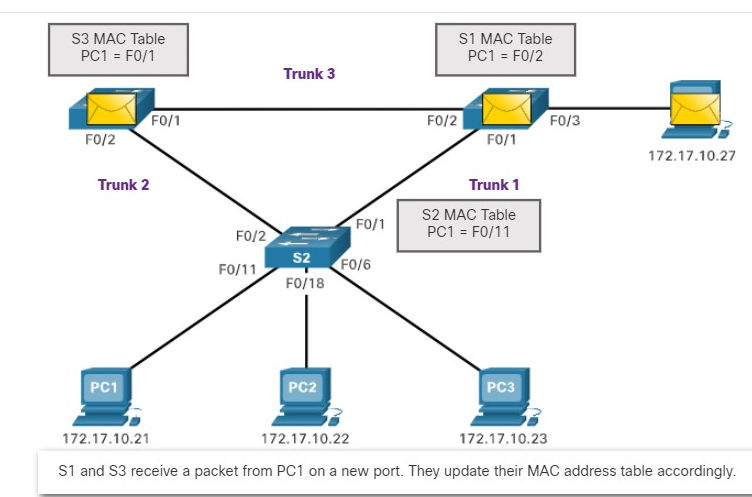 S3 MAC Table
PC1 = F0/1
S1 MAC Table
PC1 = F0/2
Trunk 3
F0/1
F0/2
F0/3
F0/2
F0/1
172.17.10.27
Trunk 2
Trunk 1
S2 MAC Table
PC1 = F0/11
F0/1
F0/2
S2
F0/11
F0/6
F0/18
PC1
PC2
PC3
172.17.10.21
172.17.10.22
172.17.10.23
S1 and S3 receive a packet from PC1 on a new port. They update their MAC address table accordingly.